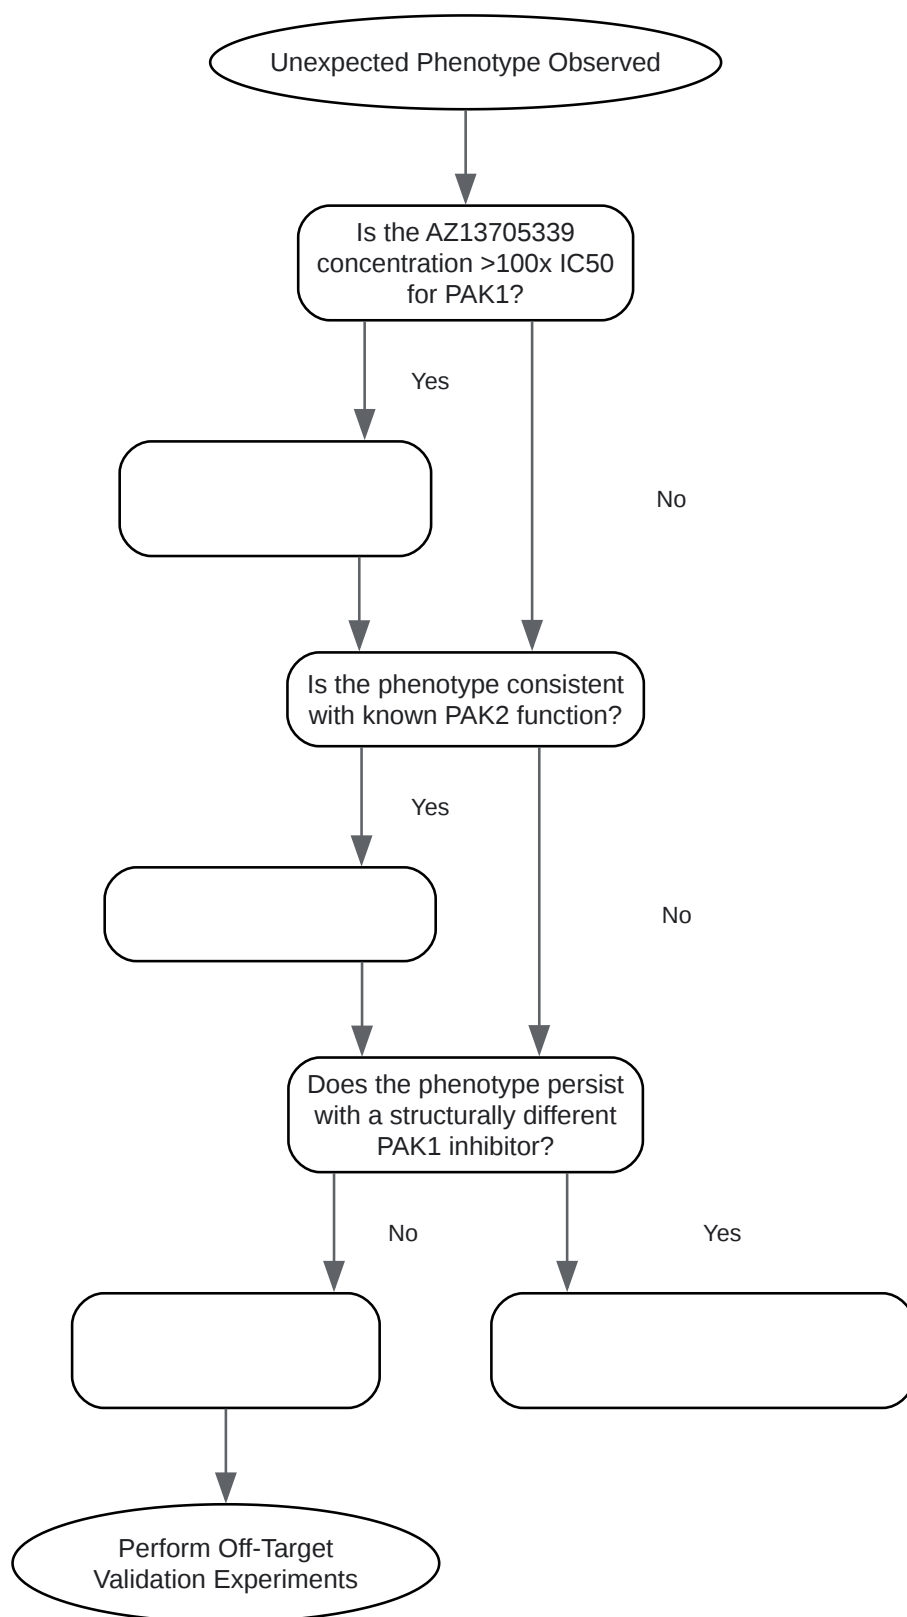 Unexpected Phenotype Observed
Is the AZ13705339
concentration >100x IC50
for PAK1?
Yes
No
Is the phenotype consistent
with known PAK2 function?
Yes
No
Does the phenotype persist
with a structurally different
PAK1 inhibitor?
No
Yes
Perform Off-Target
Validation Experiments